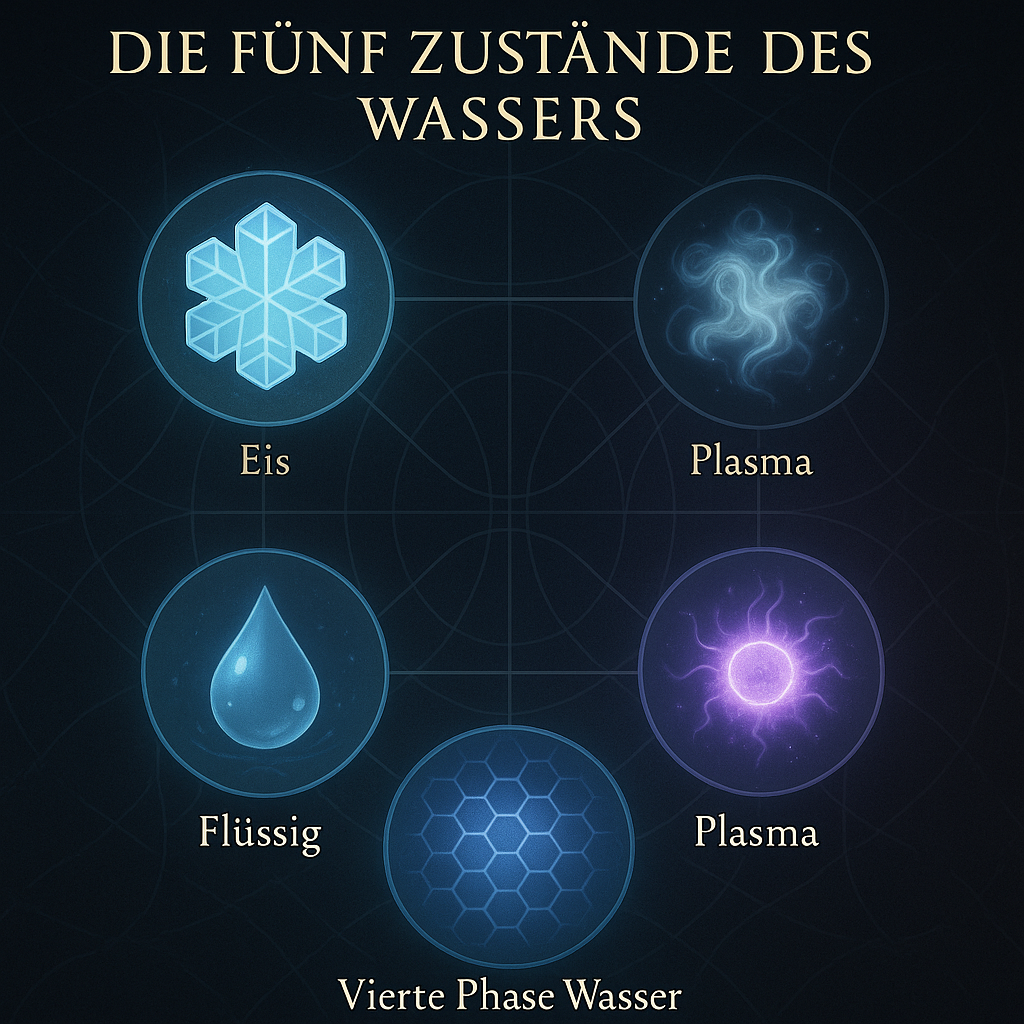 DIE FÜNF ZUSTÄNDE DES
WASSERS
Eis
Plasma
Flüssig
Plasma
Vierte Phase Wasser